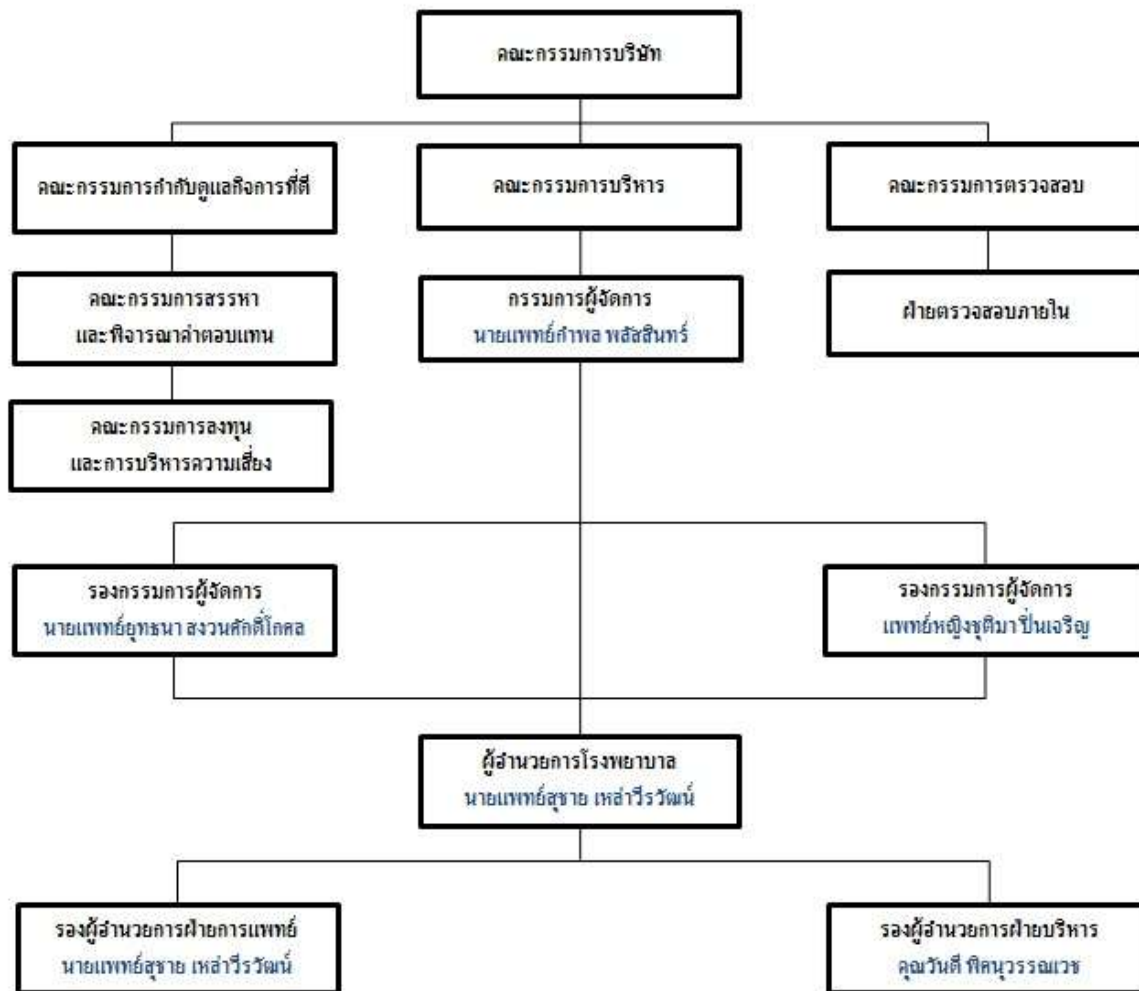 คณะกรรมการบริษัท
คณะกรรมการกำกับดูแลกิจการที่ดี
คณะกรรมการบริหาร
คณะกรรมการตรวจสอบ
คณะกรรมการสรรหา
และพิจารณาค่าตอบแทน
กรรมการผู้จัดการ
นายแพทย์กำพล พลัสสินทร์
ฝ่ายตรวจสอบภายใน
คณะกรรมการลงทุน
และการบริหารความเสี่ยง
รองกรรมการผู้จัดการ
นายแพทย์ยุทธนา สงวนศักดิ์โกศล
รองกรรมการผู้จัดการ
แพทย์หญิงชุติมา ปิ่นเจริญ
ผู้อำนวยการโรงพยาบาล
นายแพทย์สุชาย เหล่าวีรวัฒน์
รองผู้อำนวยการฝ่ายการแพทย์
นายแพทย์สุชาย เหล่าวีรวัฒน์
รองผู้อำนวยการฝ่ายบริหาร
คุณวันดี พิศนุวรรณเวช